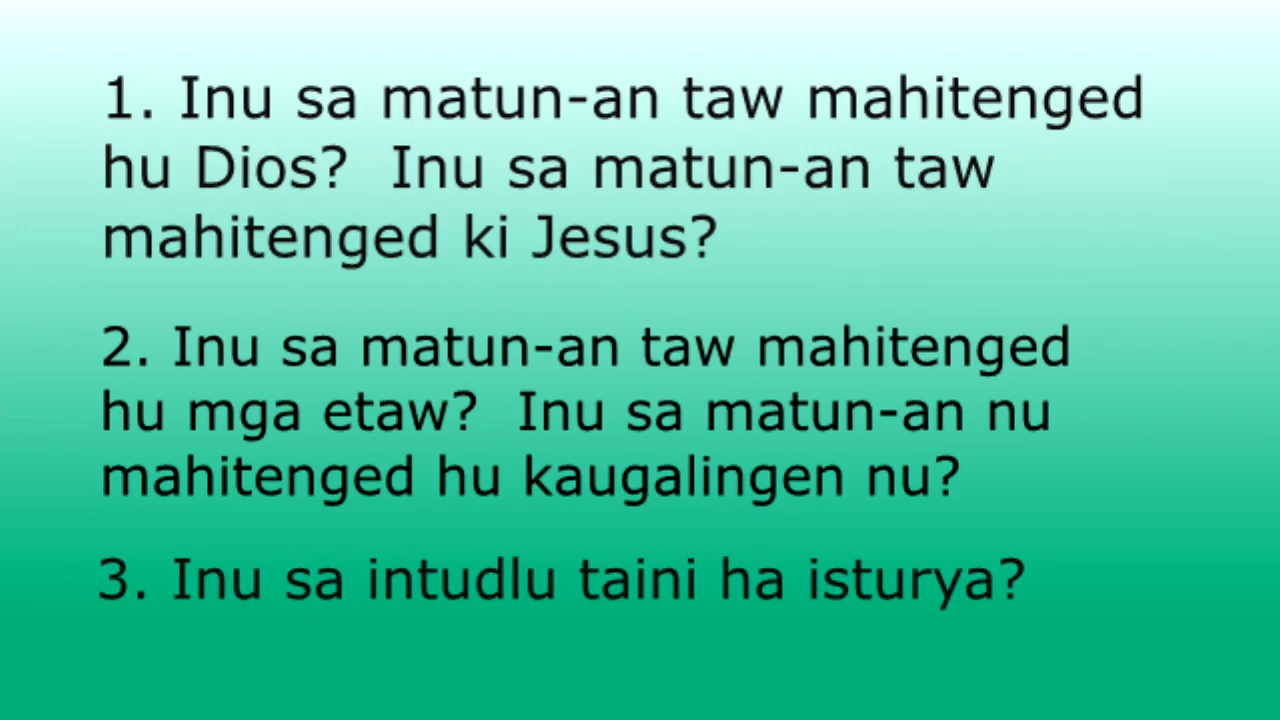 1. Inu sa matun-an taw mahitenged
hu Dios?  Inu sa matun-an taw
mahitenged ki Jesus?
2. Inu sa matun-an taw mahitenged
hu mga etaw?  Inu sa matun-an nu
mahitenged hu kaugalingen nu?
3. Inu sa intudlu taini ha isturya?